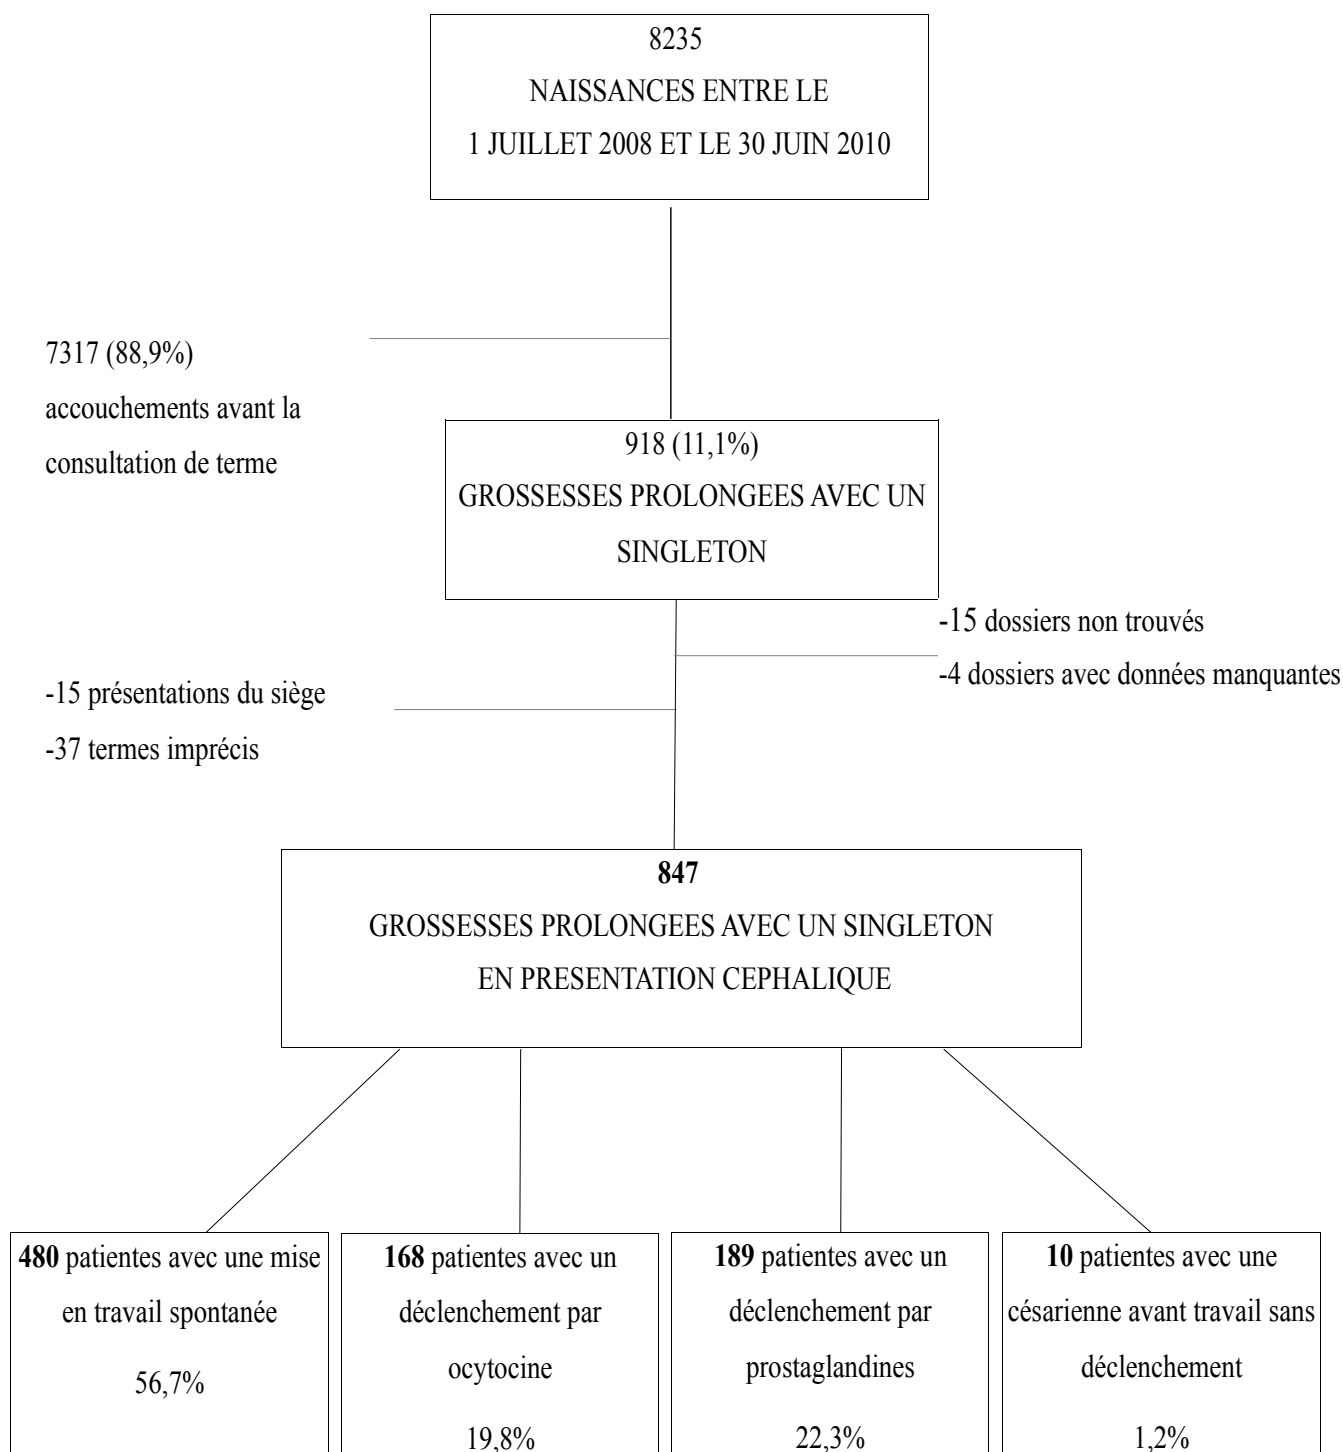 8235
NAISSANCES ENTRE LE
1 JUILLET 2008 ET LE 30 JUIN 2010
7317 (88,9%)
accouchements avant la
consultation de terme
918 (11,1%)
GROSSESSES PROLONGEES AVEC UN
SINGLETON
-15 dossiers non trouvés
-4 dossiers avec données manquantes
-15 présentations du siège
-37 termes imprécis
847
GROSSESSES PROLONGEES AVEC UN SINGLETON
EN PRESENTATION CEPHALIQUE
480 patientes avec une mise
en travail spontanée
56,7%
168 patientes avec un
déclenchement par
ocytocine
19,8%
189 patientes avec un
déclenchement par
prostaglandines
22,3%
10 patientes avec une
césarienne avant travail sans
déclenchement
1,2%